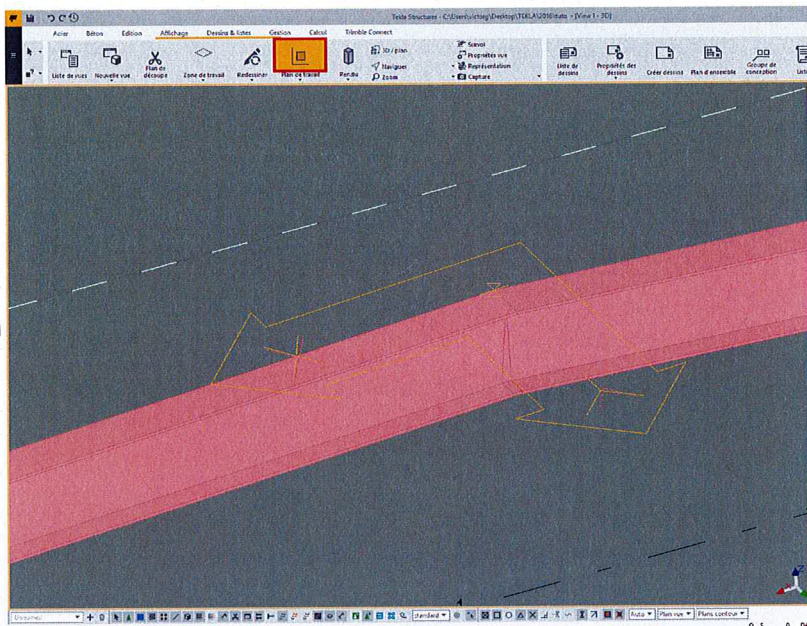 Tekla Structures - C:\Users\victorg\Desktop\TEKLA\2016\tuto - [View 1 - 3D]
Acier Béton Edition Affichage Dessins & listes Gestion Calcul Trimble Connect
Liste de vues Nouvelle vue Plan de découpe Zone de travail Redessiner Plan de travail Rendu
3D / plan
Naviguer
Zoom
Survol
Propriétés vue
Représentation
Capture
Liste de dessins Propriétés des dessins Créer dessins Plan d'ensemble Groupe de conception
standard Auto Plan vue Plans contour